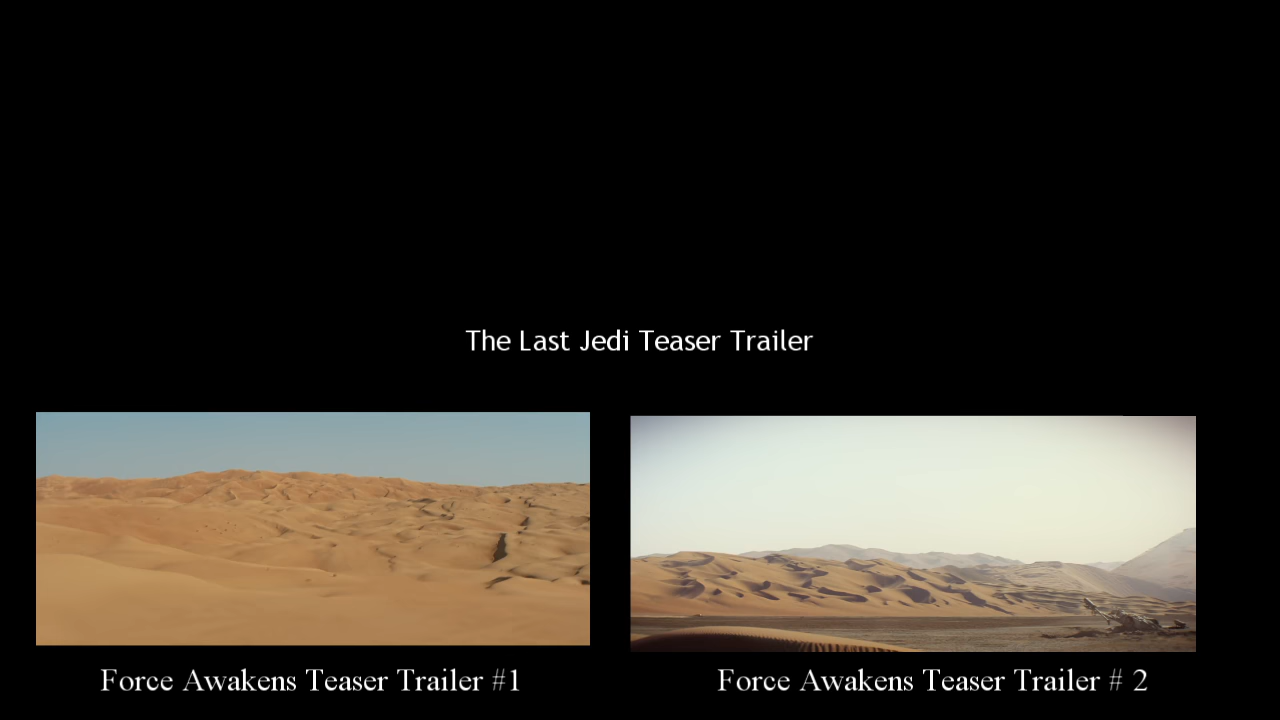 The Last Jedi Teaser Trailer
Force Awakens Teaser Trailer #1
Force Awakens Teaser Trailer # 2